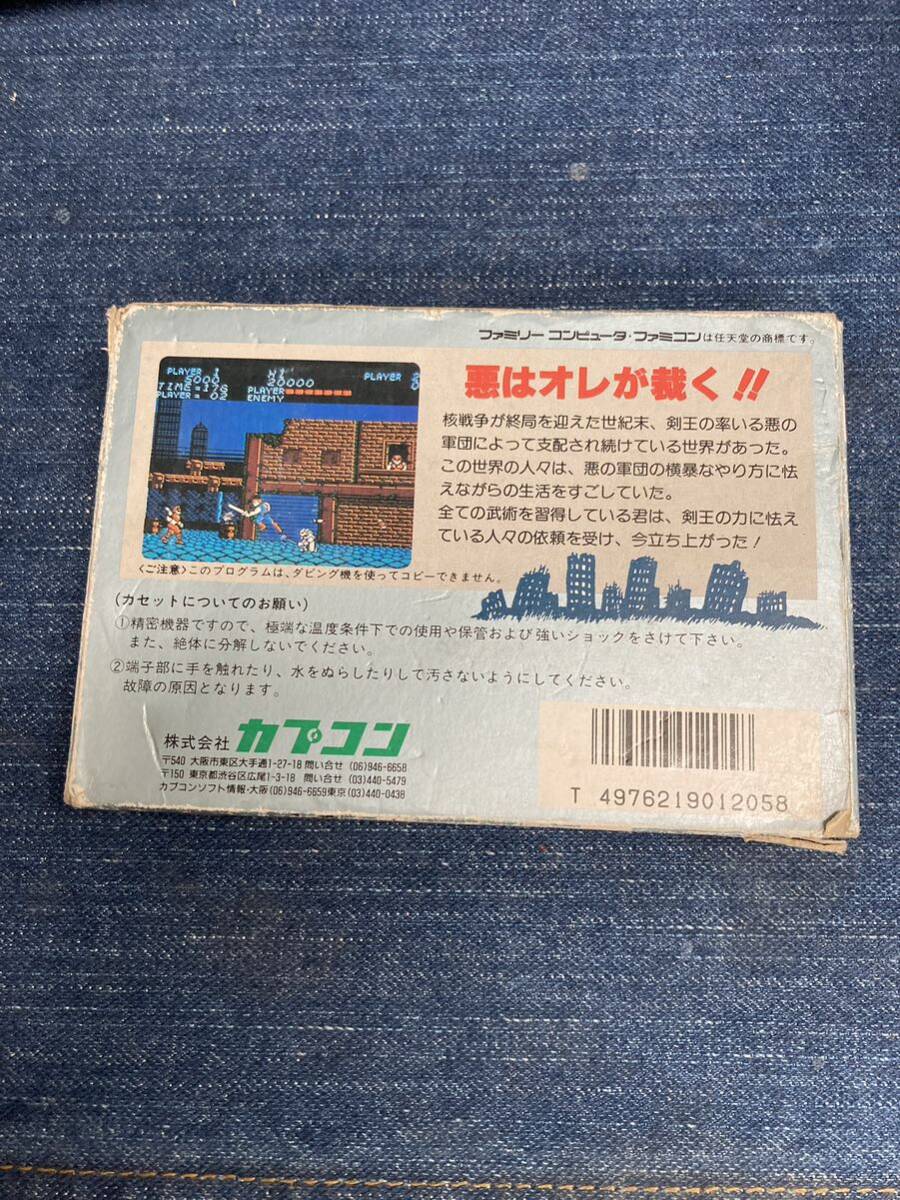 ファミリー コンピュータ・ファミコンは任天堂の商標です。
PLAYER 1 HI PLAYER 2
5000 20000 0
TIME=178 PLAYER
PLAYER= 02 ENEMY
悪はオレが裁く!!
核戦争が終局を迎えた世紀末、剣王の率いる悪の
軍団によって支配され続けている世界があった。
この世界の人々は、悪の軍団の横暴なやり方に怯
えながらの生活をすごしていた。
全ての武術を習得している君は、剣王の力に怯え
ている人々の依頼を受け、今立ち上がった!
〈ご注意〉このプログラムは、ダビング機を使ってコピーできません。
(カセットについてのお願い)
①精密機器ですので、極端な温度条件下での使用や保管および強いショックをさけて下さい。
また、絶対に分解しないでください。
②端子部に手を触れたり、水をぬらしたりして汚さないようにしてください。
故障の原因となります。
株式会社 カプコン
〒540 大阪市東区大手通1-27-18 問い合せ (06)946-6658
〒150 東京都渋谷区広尾1-3-18 問い合せ (03)440-5479
カプコンソフト情報・大阪(06)946-6659東京(03)440-0438
T 4976219012058